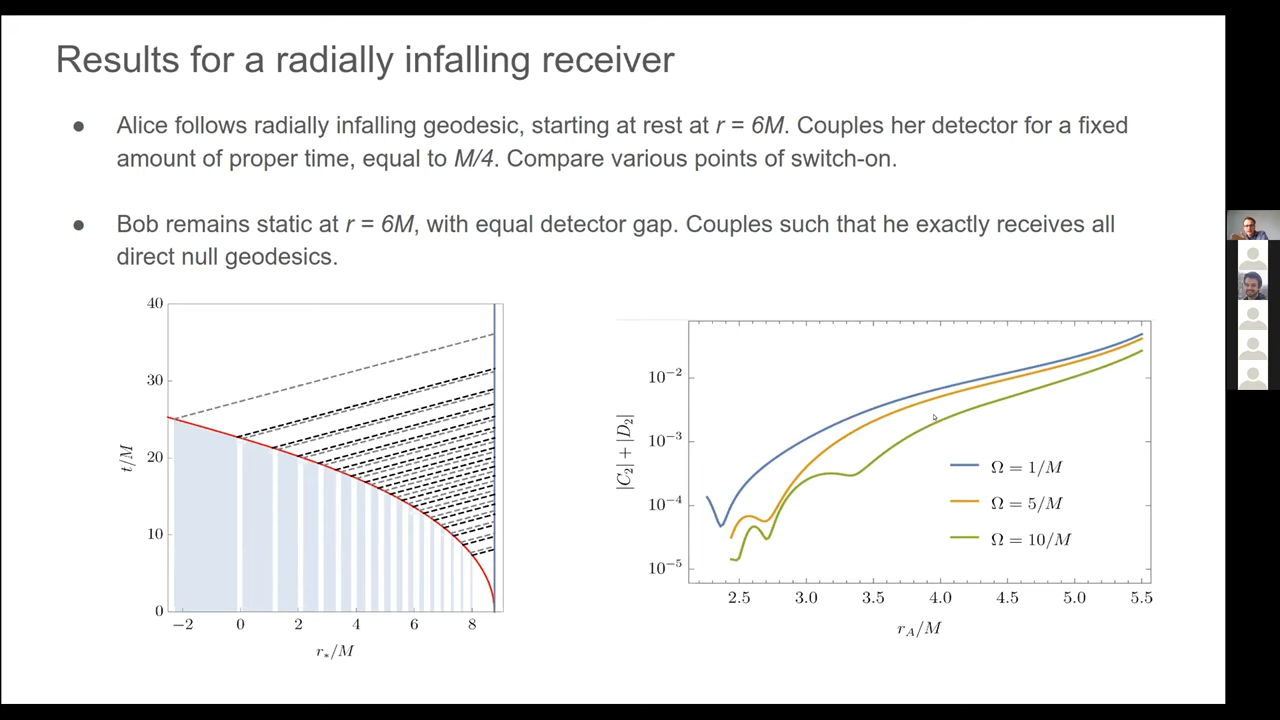 Results for a radially infalling receiver
● Alice follows radially infalling geodesic, starting at rest at r = 6M. Couples her detector for a fixed
amount of proper time, equal to M/4. Compare various points of switch-on.
● Bob remains static at r = 6M, with equal detector gap. Couples such that he exactly receives all
direct null geodesics.
40
30
20
10
0
t/M
−2 0 2 4 6 8
r∗/M
10⁻²
10⁻³
10⁻⁴
10⁻⁵
|C₂| + |D₂|
Ω = 1/M
Ω = 5/M
Ω = 10/M
2.5 3.0 3.5 4.0 4.5 5.0 5.5
r_A/M